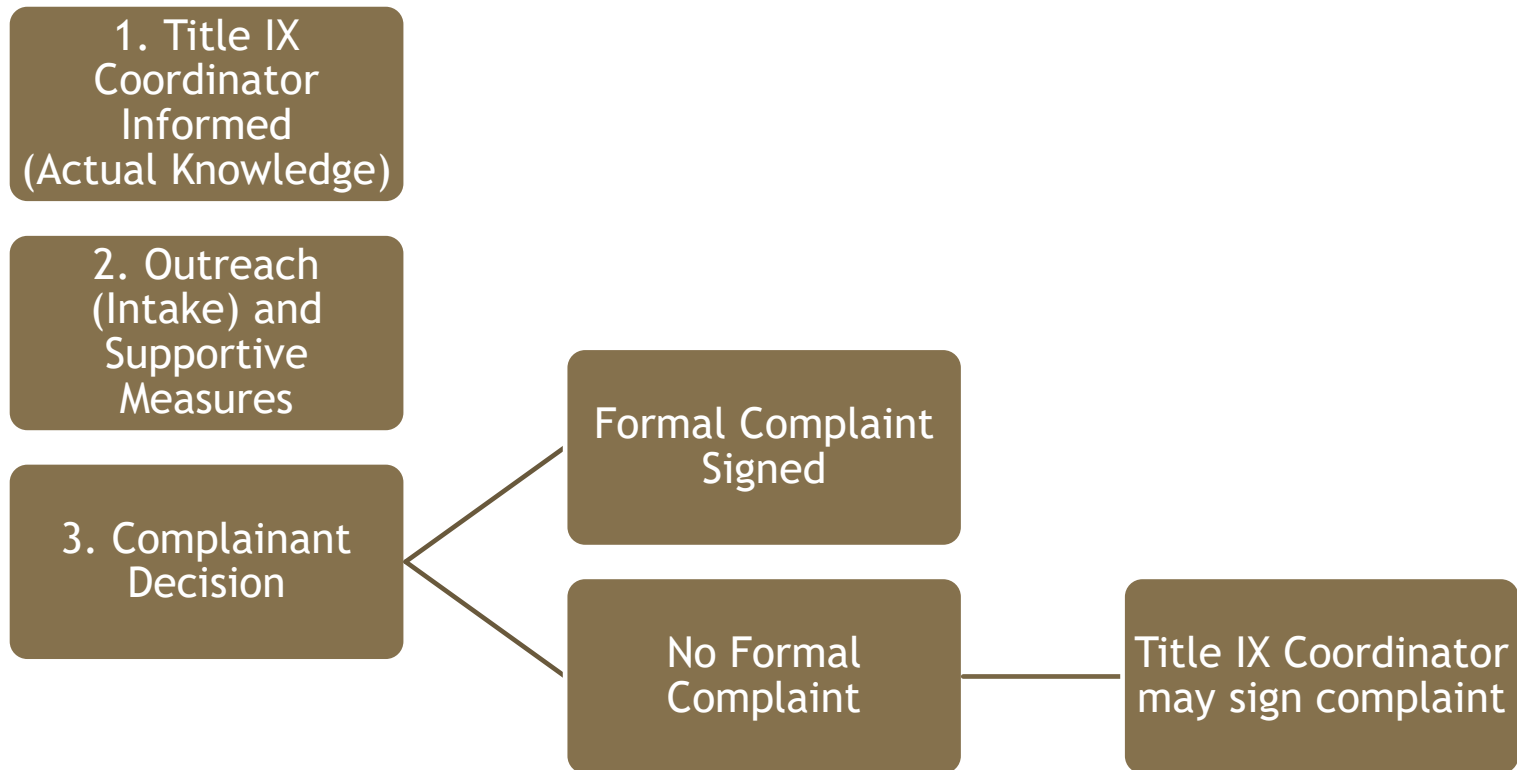 1. Title IX
Coordinator
Informed
(Actual Knowledge)
2. Outreach
(Intake) and
Supportive
Measures
3. Complainant
Decision
Formal Complaint
Signed
No Formal
Complaint
Title IX Coordinator
may sign complaint